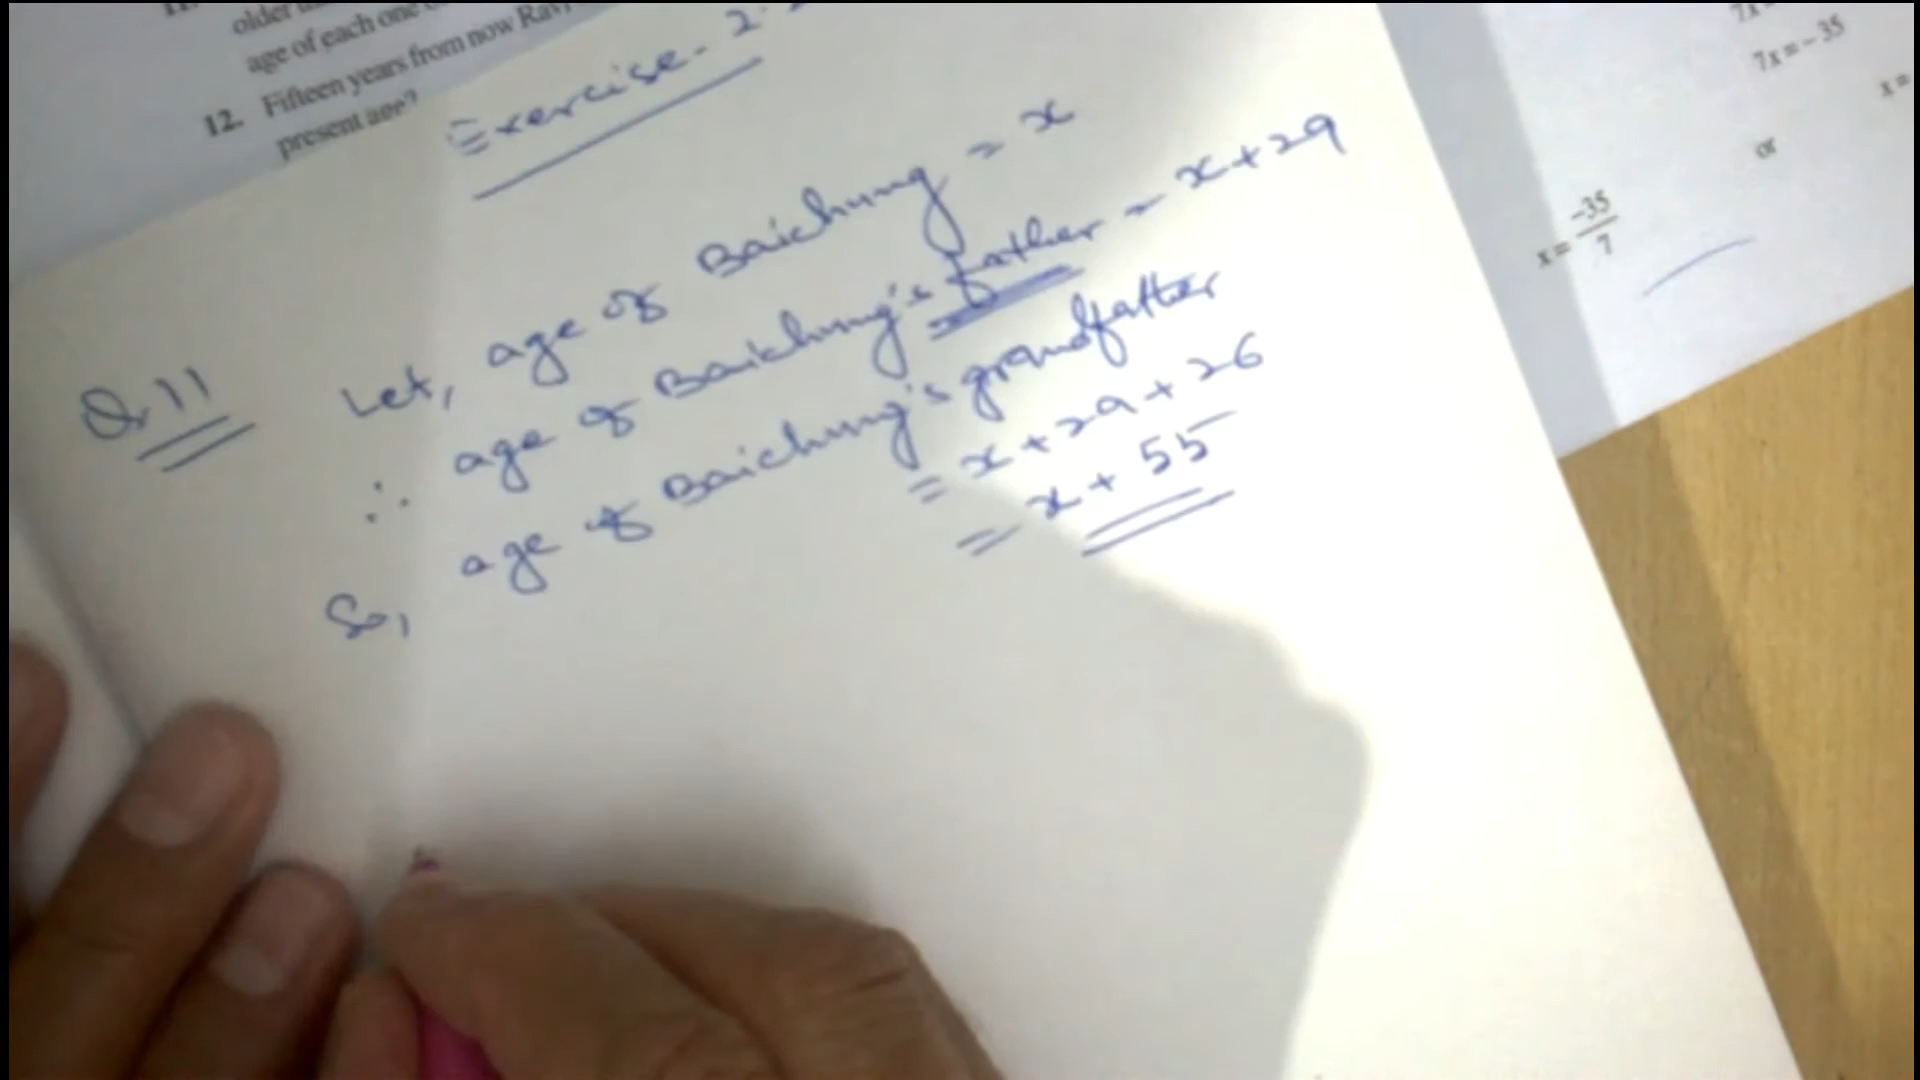 older
age of each one
12. Fifteen years from now Ravi
present age?
Exercise - 2.
Q.11 Let, age of Baichung = x
∴ age of Baichung's father = x + 29
So, age of Baichung's grandfather
= x + 29 + 26
= x + 55
7x = -35
x =
or
x = -35/7